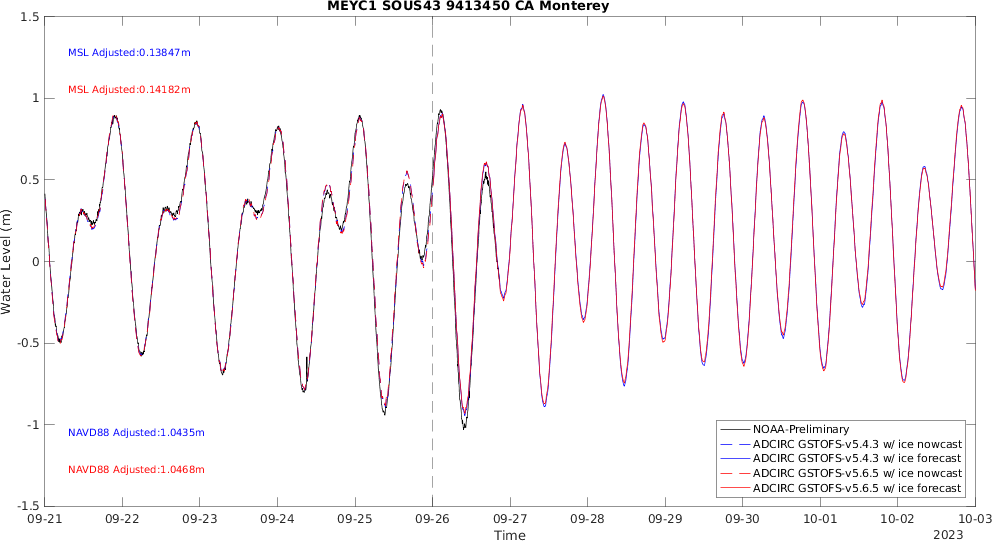 MEYC1 SOUS43 9413450 CA Monterey
1.5
MSL Adjusted:0.13847m
MSL Adjusted:0.14182m
1
0.5
0
-0.5
-1
-1.5
Water Level (m)
NAVD88 Adjusted:1.0435m
NAVD88 Adjusted:1.0468m
NOAA-Preliminary
ADCIRC GSTOFS-v5.4.3 w/ ice nowcast
ADCIRC GSTOFS-v5.4.3 w/ ice forecast
ADCIRC GSTOFS-v5.6.5 w/ ice nowcast
ADCIRC GSTOFS-v5.6.5 w/ ice forecast
09-21 09-22 09-23 09-24 09-25 09-26 09-27 09-28 09-29 09-30 10-01 10-02 10-03
Time
2023